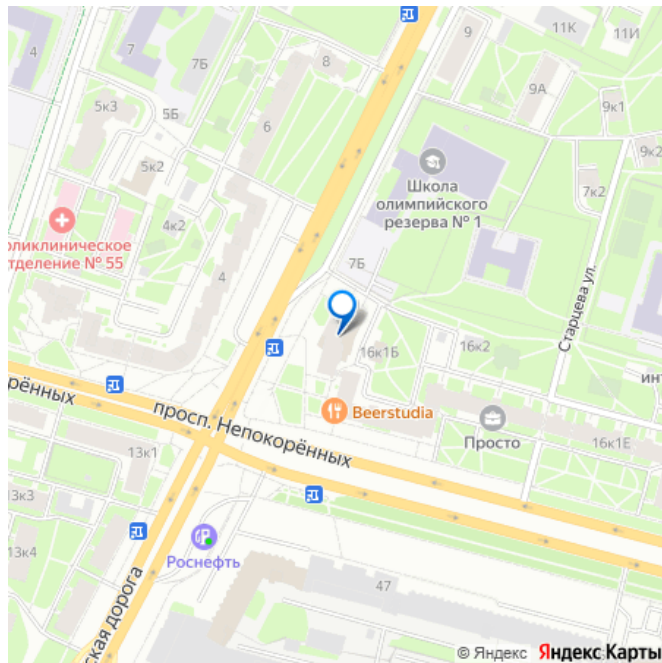 4
7
7Б
8
9
11К
11И
9А
9к1
5к3
5Б
6
5к2
9к2
Школа
олимпийского
резерва № 1
7к2
оликлиническое
тделение № 55
4к2
4
7Б
Старцева ул.
16к1Б
16к2
инт
орённых
просп. Непокорённых
Beerstudia
Просто
16к1Е
13к1
13к3
13к4
Роснефть
47
ская дорога
© Яндекс Яндекс Карты